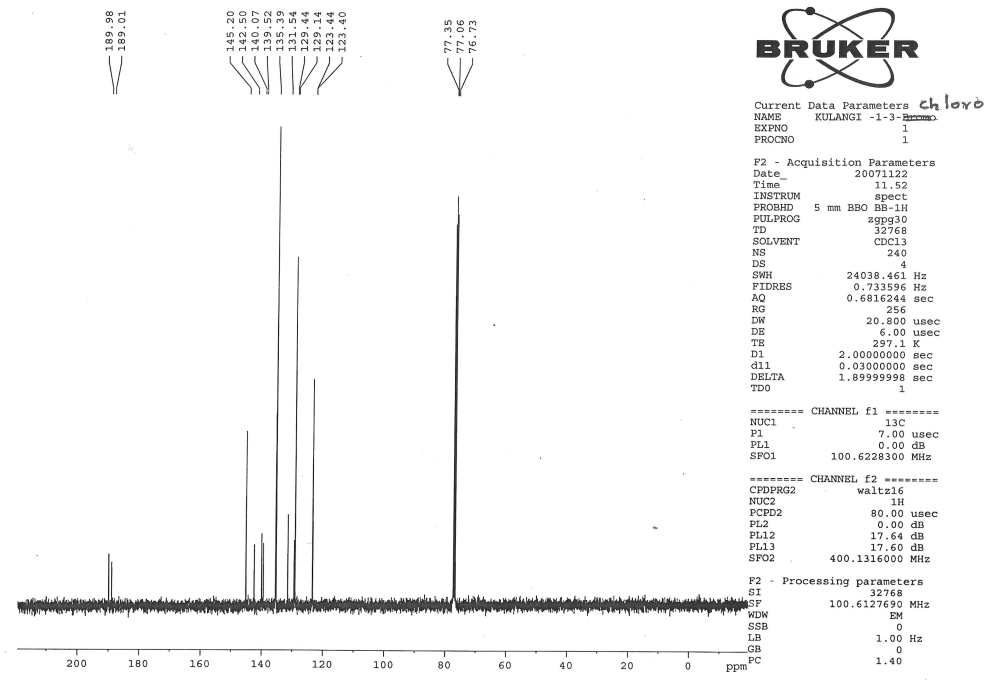 189.98
189.01
145.20
142.50
140.07
139.52
135.39
131.54
129.44
129.14
123.44
123.40
77.35
77.06
76.73
BRUKER
chloro
Current Data Parameters
NAME KULANGI -1-3-Bromo
EXPNO 1
PROCNO 1
F2 - Acquisition Parameters
Date_ 20071122
Time 11.52
INSTRUM spect
PROBHD 5 mm BBO BB-1H
PULPROG zgpg30
TD 32768
SOLVENT CDCl3
NS 240
DS 4
SWH 24038.461 Hz
FIDRES 0.733596 Hz
AQ 0.6816244 sec
RG 256
DW 20.800 usec
DE 6.00 usec
TE 297.1 K
D1 2.00000000 sec
d11 0.03000000 sec
DELTA 1.89999998 sec
TD0 1
======== CHANNEL f1 ========
NUC1 13C
P1 7.00 usec
PL1 0.00 dB
SFO1 100.6228300 MHz
======== CHANNEL f2 ========
CPDPRG2 waltz16
NUC2 1H
PCPD2 80.00 usec
PL2 0.00 dB
PL12 17.64 dB
PL13 17.60 dB
SFO2 400.1316000 MHz
F2 - Processing parameters
SI 32768
SF 100.6127690 MHz
WDW EM
SSB 0
LB 1.00 Hz
GB 0
PC 1.40
200 180 160 140 120 100 80 60 40 20 0 ppm